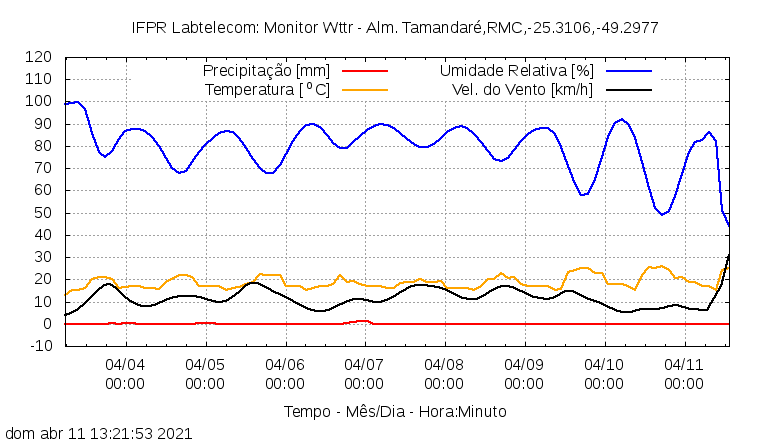 IFPR Labtelecom: Monitor Wttr - Alm. Tamandaré,RMC,-25.3106,-49.2977
Precipitação [mm]
Temperatura [⁰C]
Umidade Relativa [%]
Vel. do Vento [km/h]
120
110
100
90
80
70
60
50
40
30
20
10
0
-10
04/04 04/05 04/06 04/07 04/08 04/09 04/10 04/11
00:00 00:00 00:00 00:00 00:00 00:00 00:00 00:00
Tempo - Mês/Dia - Hora:Minuto
dom abr 11 13:21:53 2021